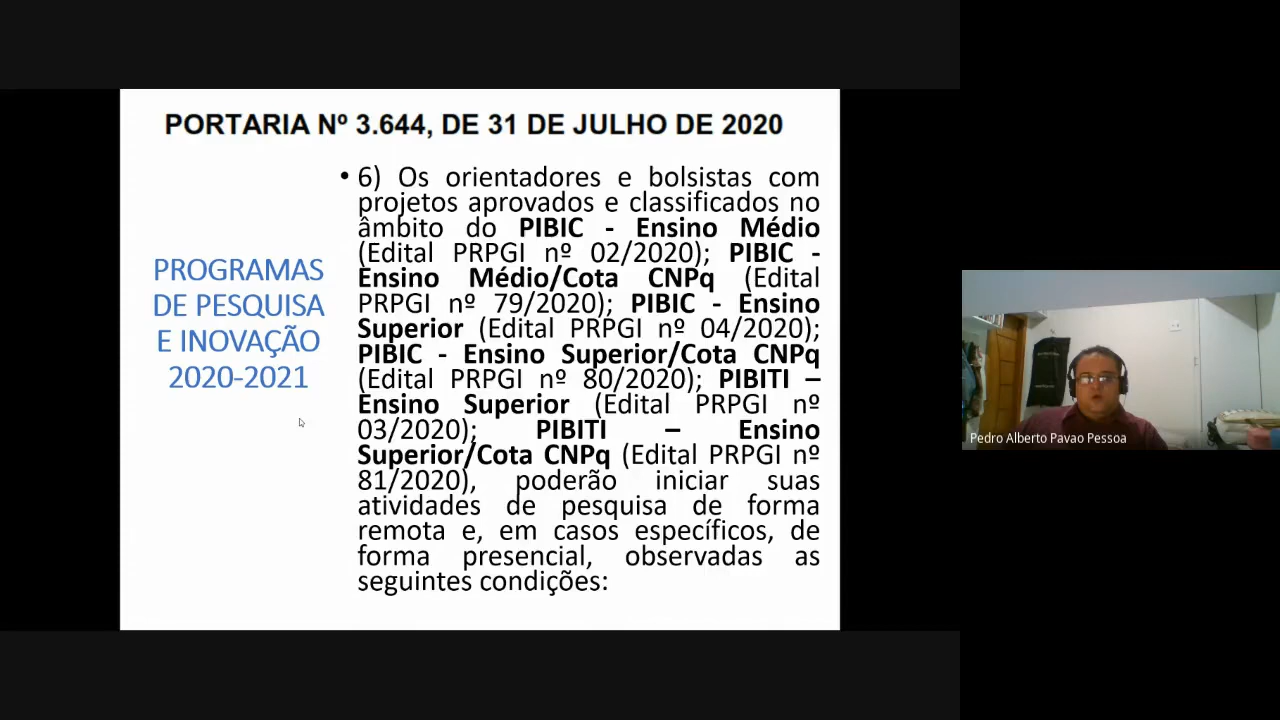 PORTARIA Nº 3.644, DE 31 DE JULHO DE 2020
PROGRAMAS
DE PESQUISA
E INOVAÇÃO
2020-2021
• 6) Os orientadores e bolsistas com
projetos aprovados e classificados no
âmbito do PIBIC - Ensino Médio
(Edital PRPGI nº 02/2020); PIBIC -
Ensino Médio/Cota CNPq (Edital
PRPGI nº 79/2020); PIBIC - Ensino
Superior (Edital PRPGI nº 04/2020);
PIBIC - Ensino Superior/Cota CNPq
(Edital PRPGI nº 80/2020); PIBITI –
Ensino Superior (Edital PRPGI nº
03/2020); PIBITI – Ensino
Superior/Cota CNPq (Edital PRPGI nº
81/2020), poderão iniciar suas
atividades de pesquisa de forma
remota e, em casos específicos, de
forma presencial, observadas as
seguintes condições:
Pedro Alberto Pavao Pessoa